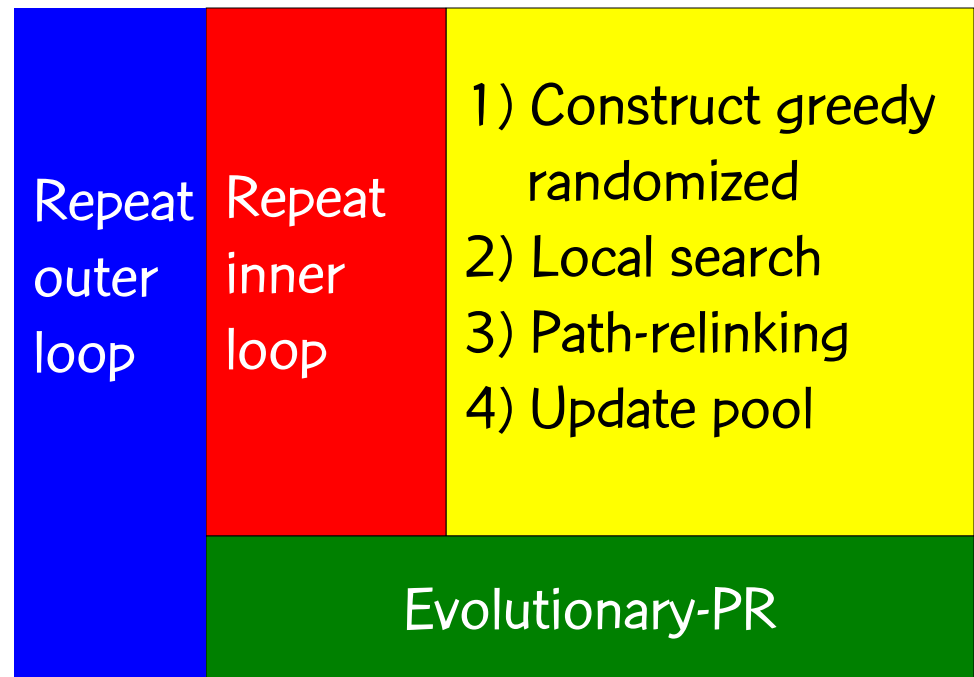 Repeat
outer
loop
Repeat
inner
loop
1) Construct greedy
randomized
2) Local search
3) Path-relinking
4) Update pool
Evolutionary-PR